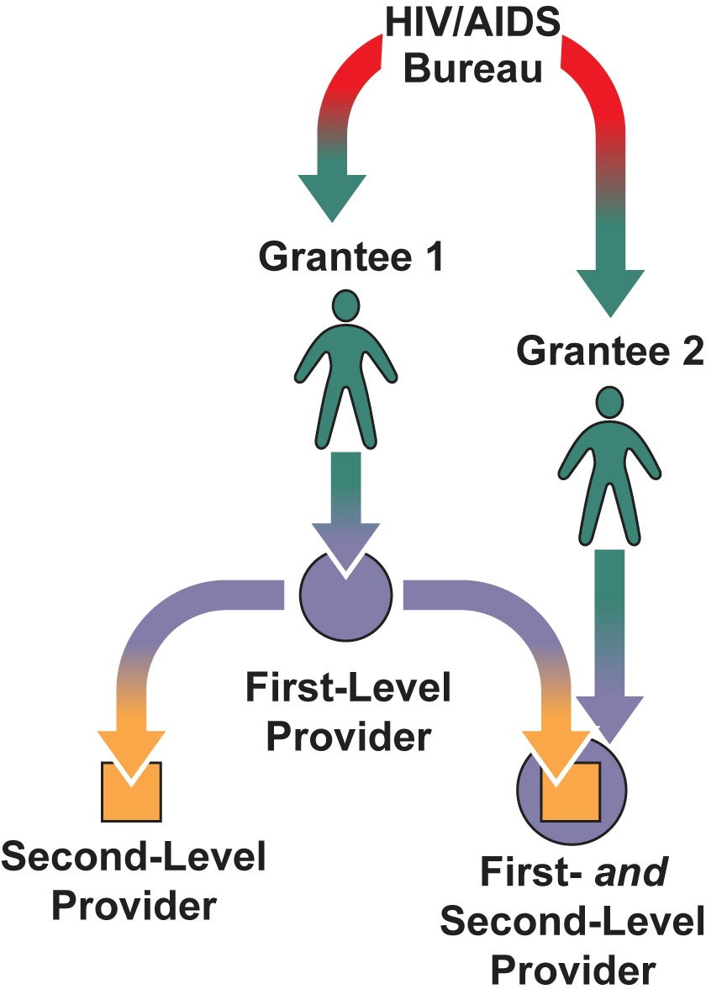 HIV/AIDS
Bureau
Grantee 1
Grantee 2
First-Level
Provider
Second-Level
Provider
First- and
Second-Level
Provider